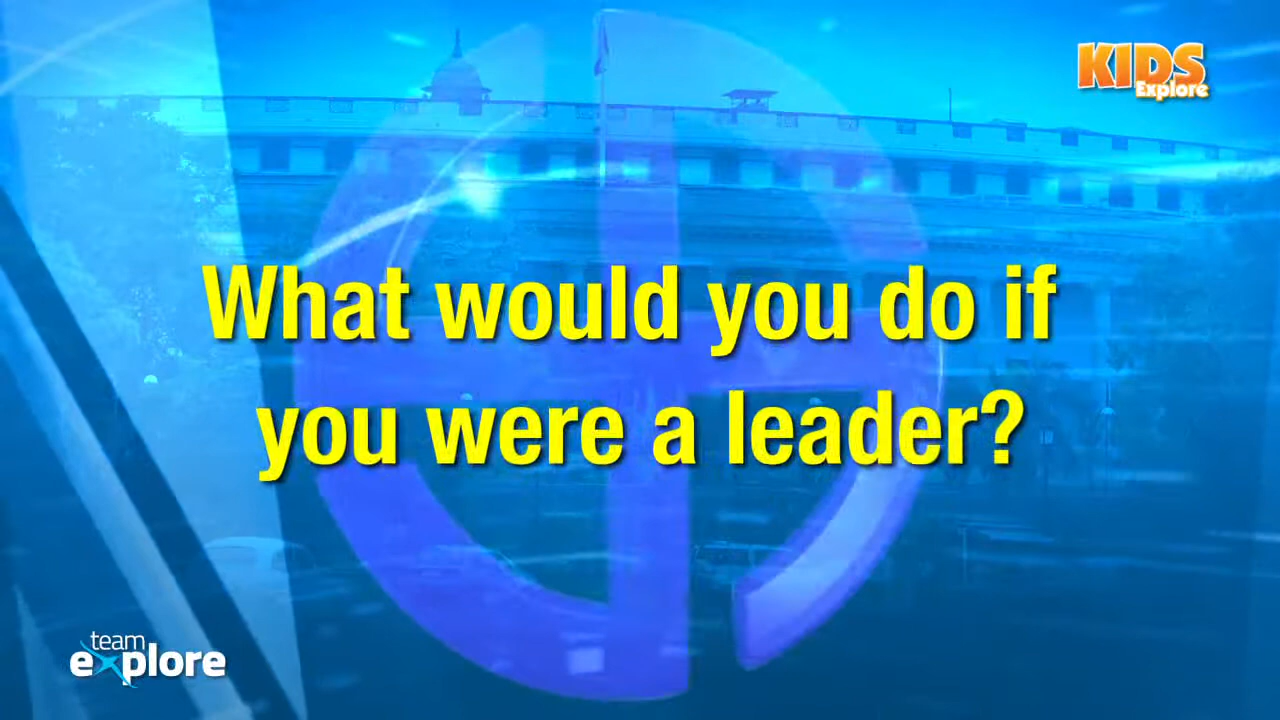 KIDS
Explore
What would you do if
you were a leader?
team
explore